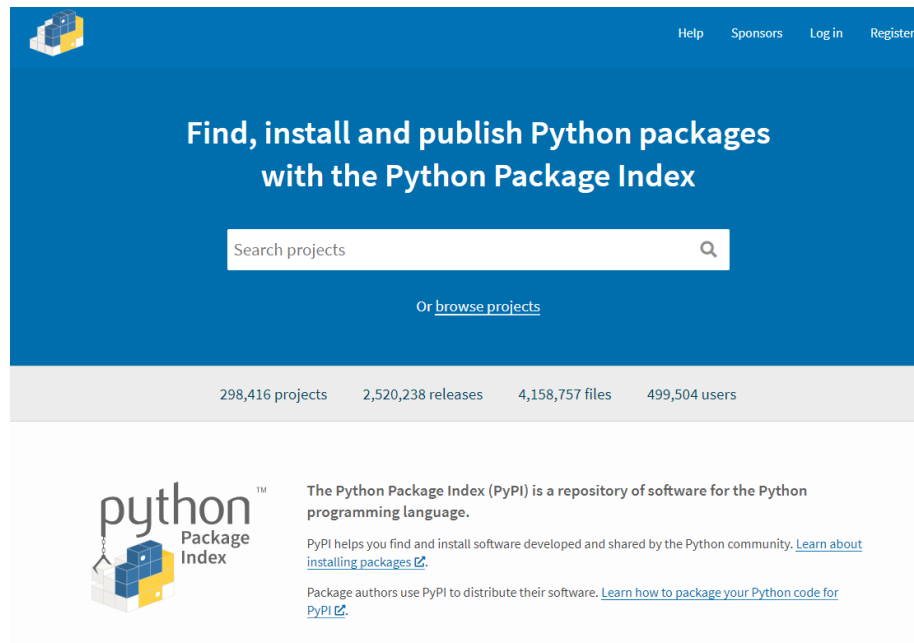 Help Sponsors Log in Register
Find, install and publish Python packages
with the Python Package Index
Search projects
Or browse projects
298,416 projects 2,520,238 releases 4,158,757 files 499,504 users
python™
Package
Index
The Python Package Index (PyPI) is a repository of software for the Python
programming language.
PyPI helps you find and install software developed and shared by the Python community. Learn about
installing packages.
Package authors use PyPI to distribute their software. Learn how to package your Python code for
PyPI.